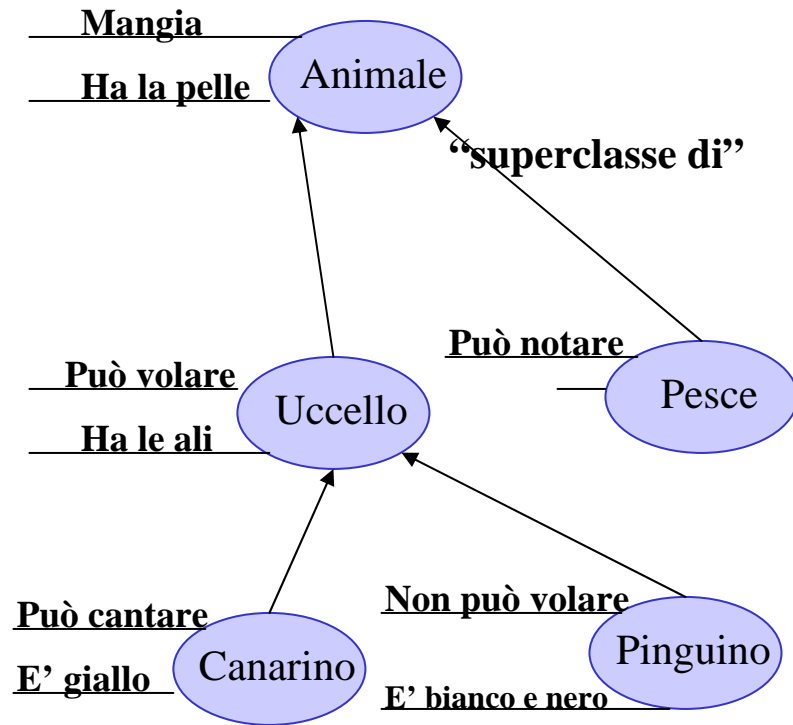 Mangia
Animale
Ha la pelle
“superclasse di”
Può notare
Può volare
Uccello
Pesce
Ha le ali
Non può volare
Può cantare
Pinguino
Canarino
E’ giallo
E’ bianco e nero